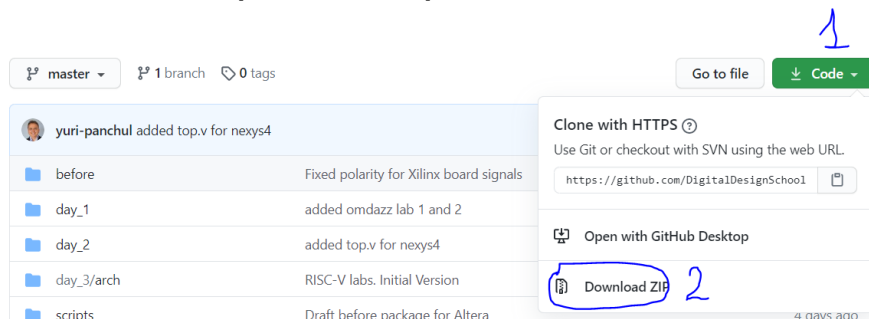 1
master 1 branch 0 tags Go to file Code
yuri-panchul added top.v for nexys4
Clone with HTTPS ?
Use Git or checkout with SVN using the web URL.
before Fixed polarity for Xilinx board signals
https://github.com/DigitalDesignSchool
day_1 added omdazz lab 1 and 2
day_2 added top.v for nexys4
Open with GitHub Desktop
day_3/arch RISC-V labs. Initial Version
Download ZIP 2
scripts Draft before package for Altera 4 days ago